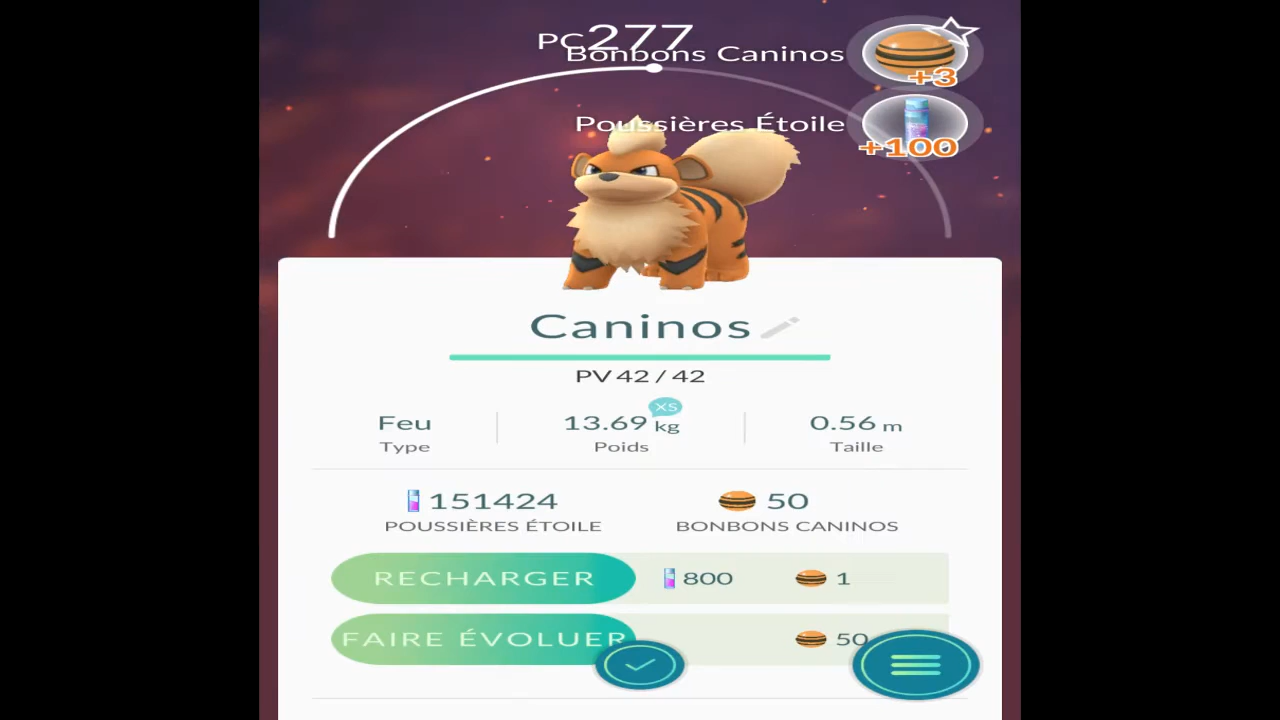 PC277
Bonbons Caninos
+3
Poussières Étoile
+100
Caninos
PV 42 / 42
XS
Feu 13.69 kg 0.56 m
Type Poids Taille
151424 50
POUSSIÈRES ÉTOILE BONBONS CANINOS
RECHARGER 800 1
FAIRE ÉVOLUER 50